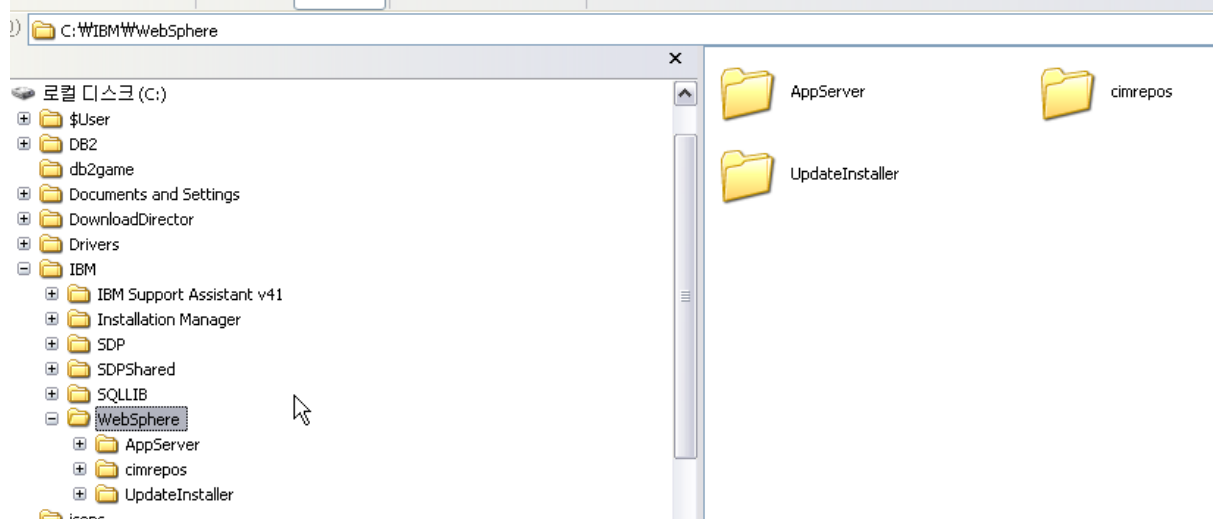 C:₩IBM₩WebSphere
로컬 디스크 (C:)
$User
DB2
db2game
Documents and Settings
DownloadDirector
Drivers
IBM
IBM Support Assistant v41
Installation Manager
SDP
SDPShared
SQLLIB
WebSphere
AppServer
cimrepos
UpdateInstaller
AppServer
cimrepos
UpdateInstaller